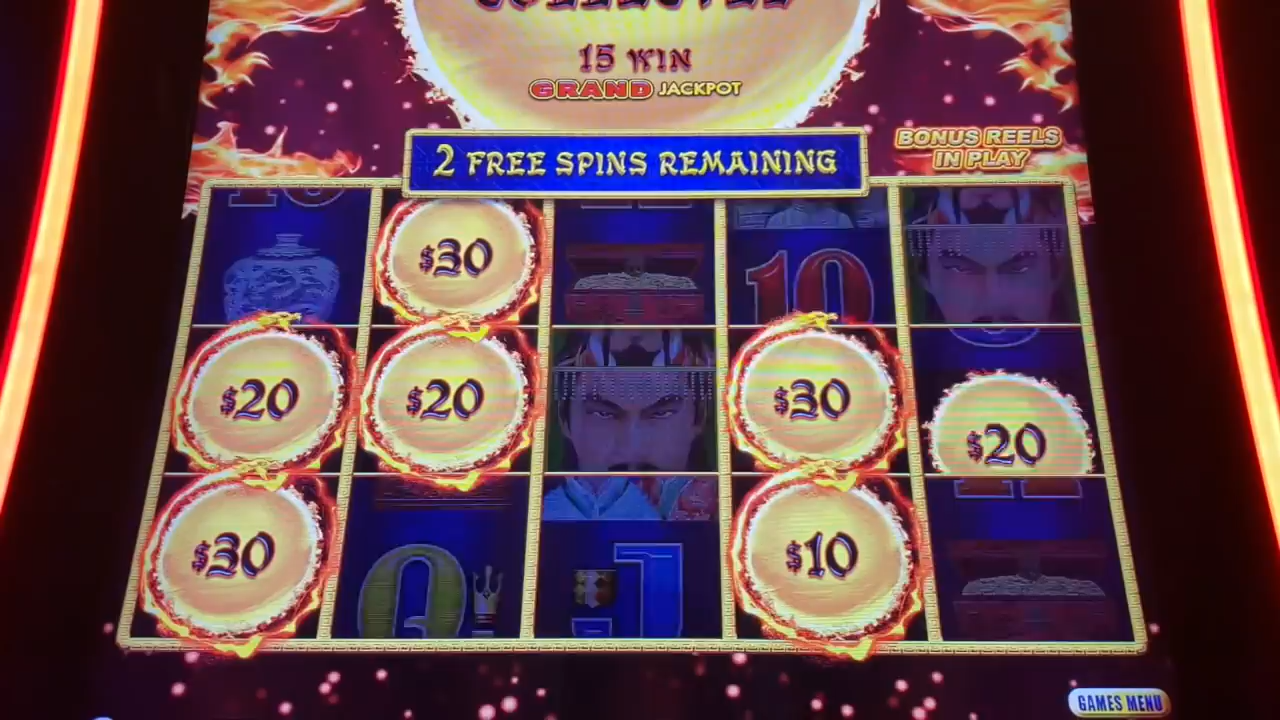 15 WIN
GRAND JACKPOT
2 FREE SPINS REMAINING
BONUS REELS
IN PLAY
$30
10
$20
$20
$30
$20
$30
Q
J
$10
GAMES MENU